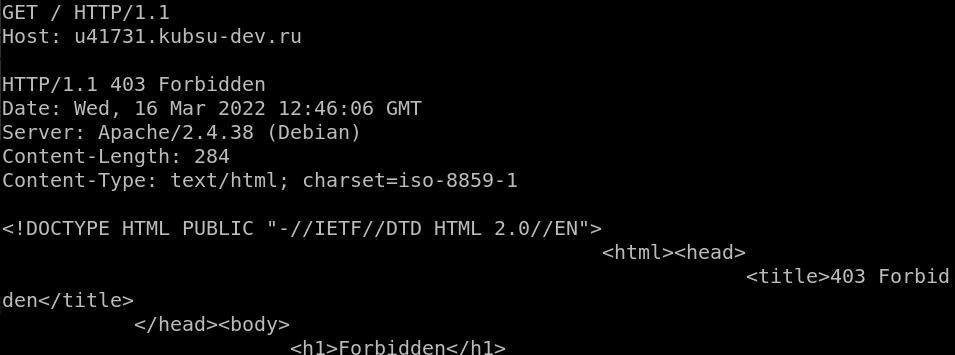 GET / HTTP/1.1
Host: u41731.kubsu-dev.ru
HTTP/1.1 403 Forbidden
Date: Wed, 16 Mar 2022 12:46:06 GMT
Server: Apache/2.4.38 (Debian)
Content-Length: 284
Content-Type: text/html; charset=iso-8859-1
<!DOCTYPE HTML PUBLIC "-//IETF//DTD HTML 2.0//EN">
<html><head>
<title>403 Forbid
den</title>
</head><body>
<h1>Forbidden</h1>